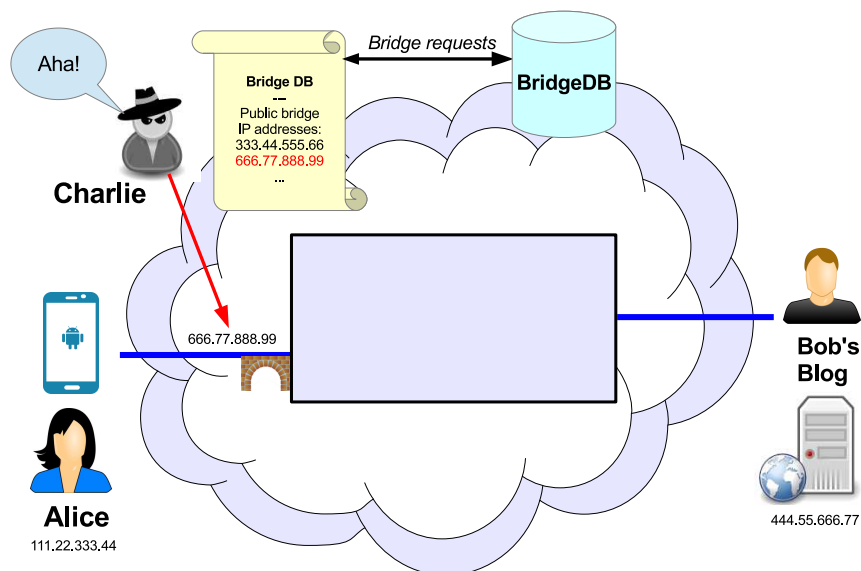 Aha!
Bridge DB
---
Public bridge
IP addresses:
333.44.555.66
666.77.888.99
...
Bridge requests
BridgeDB
Charlie
666.77.888.99
Alice
111.22.333.44
Bob's
Blog
444.55.666.77